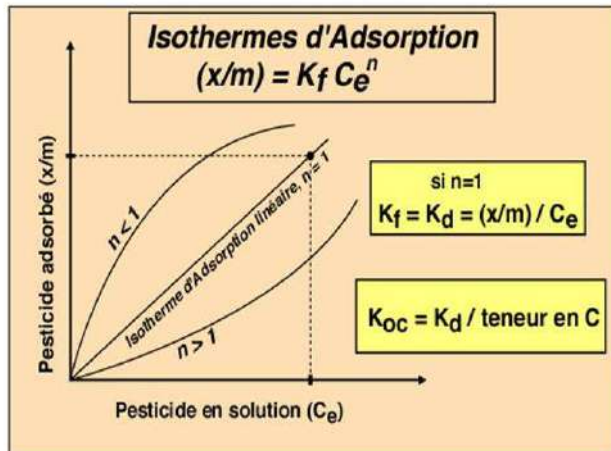 Isothermes d'Adsorption
(x/m) = Kf Ce^n
Pesticide adsorbé (x/m)
n < 1
Isotherme d'Adsorption linéaire, n = 1
n > 1
si n=1
Kf = Kd = (x/m) / Ce
Koc = Kd / teneur en C
Pesticide en solution (Ce)